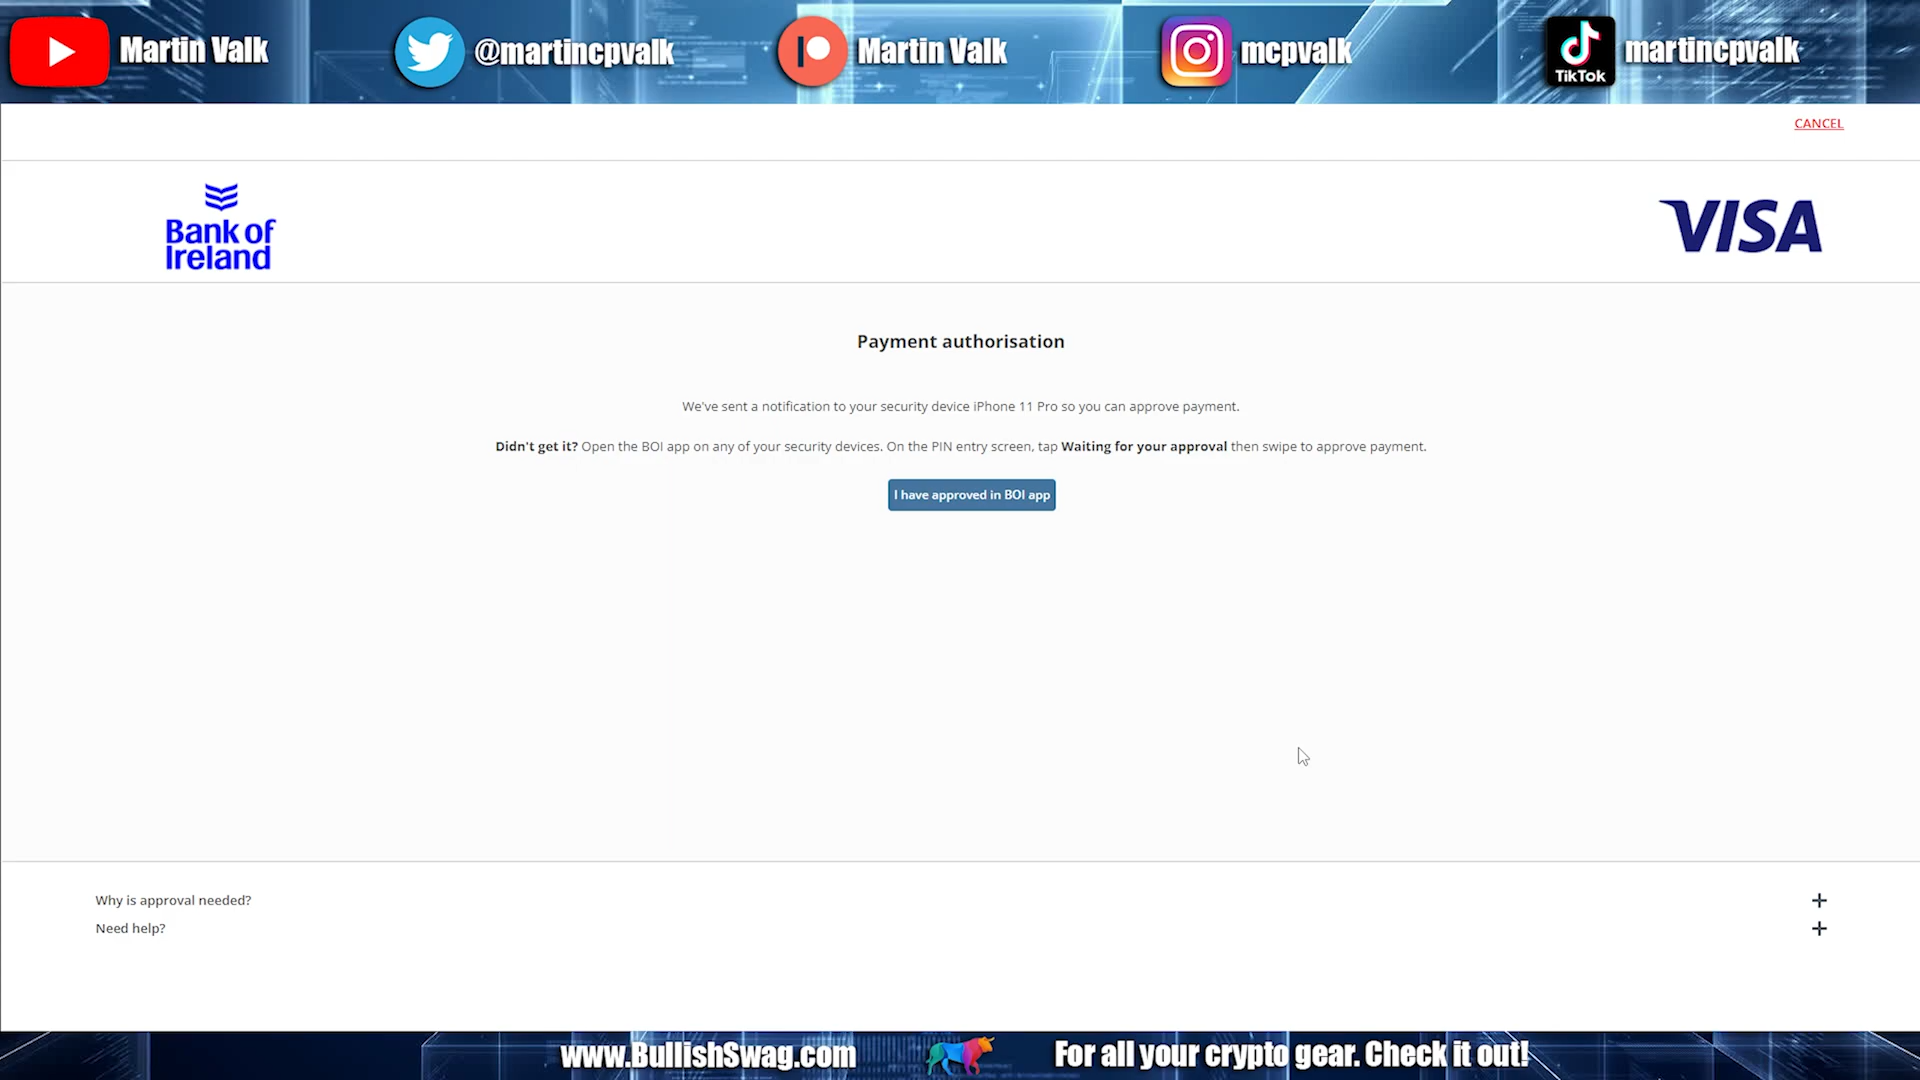 Martin Valk
@martincpvalk
Martin Valk
mcpvalk
TikTok
martincpvalk
CANCEL
Bank of
Ireland
VISA
Payment authorisation
We've sent a notification to your security device iPhone 11 Pro so you can approve payment.
Didn't get it? Open the BOI app on any of your security devices. On the PIN entry screen, tap Waiting for your approval then swipe to approve payment.
I have approved in BOI app
Why is approval needed?
Need help?
www.BullishSwag.com
For all your crypto gear. Check it out!